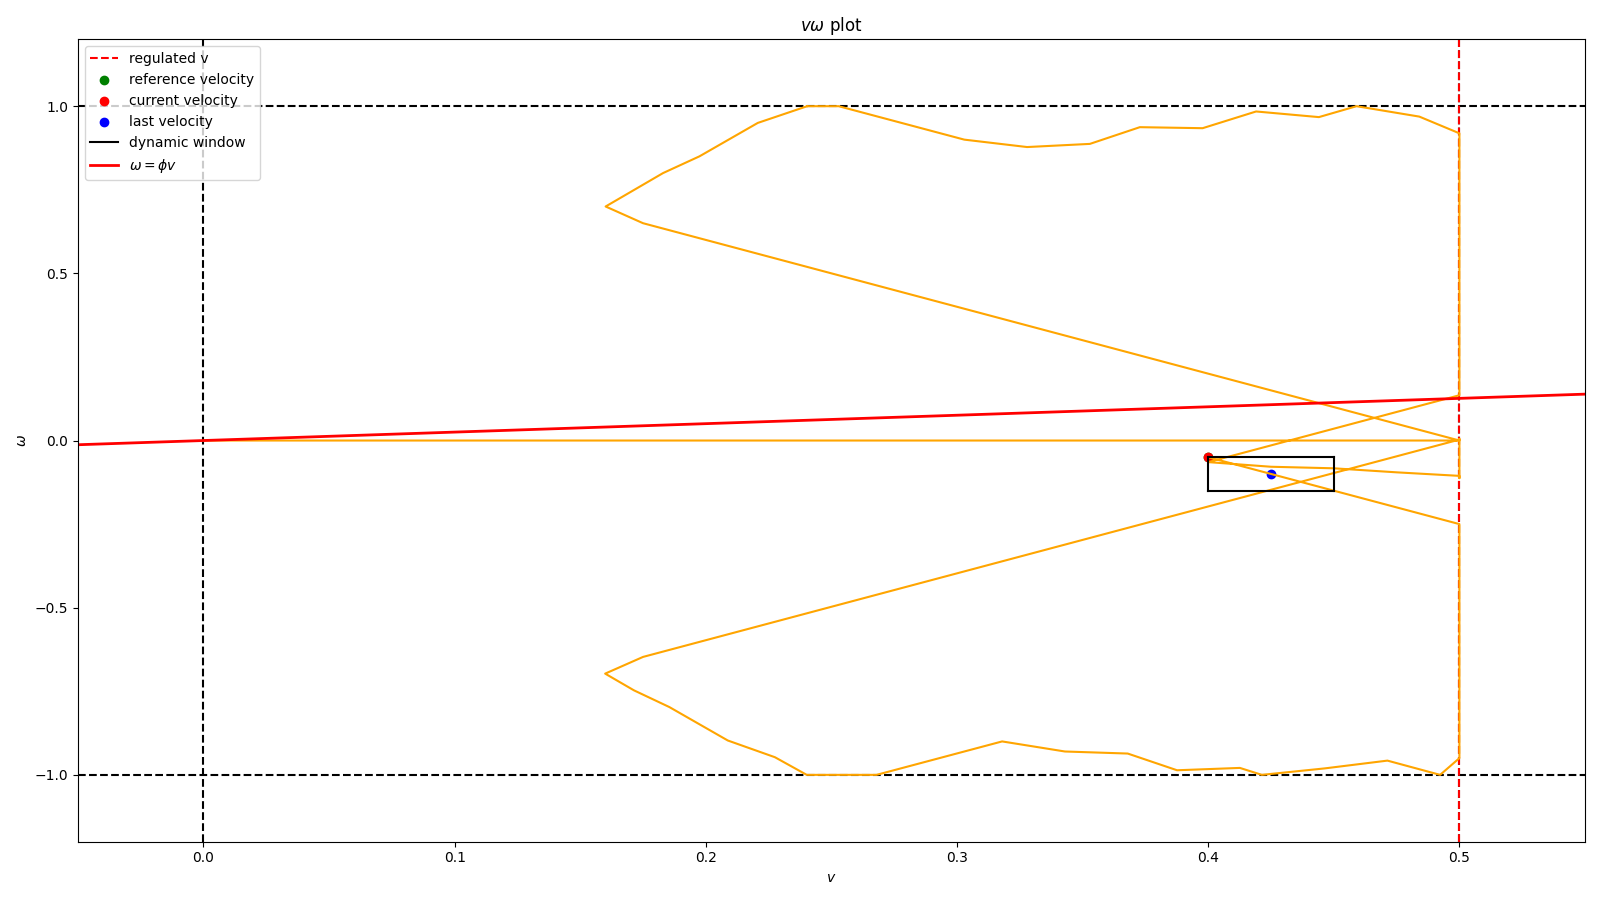 vω plot
regulated v
reference velocity
current velocity
last velocity
dynamic window
ω = ϕv
1.0
0.5
0.0
−0.5
−1.0
ω
0.0 0.1 0.2 0.3 0.4 0.5
v